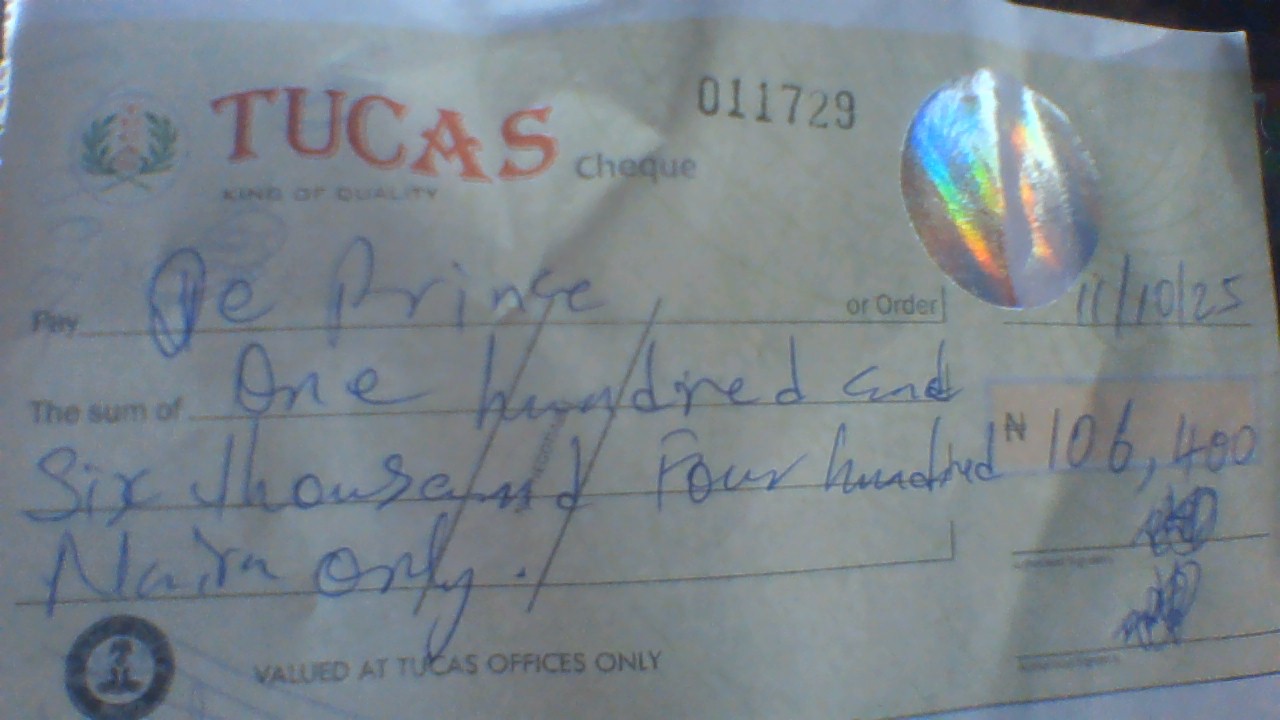 TUCAS Cheque 011729
KING OF QUALITY
Pay De Prince or Order 11/10/25
The sum of One hundred and
Six thousand Four hundred ₦ 106,400
Naira only.
VALUED AT TUCAS OFFICES ONLY